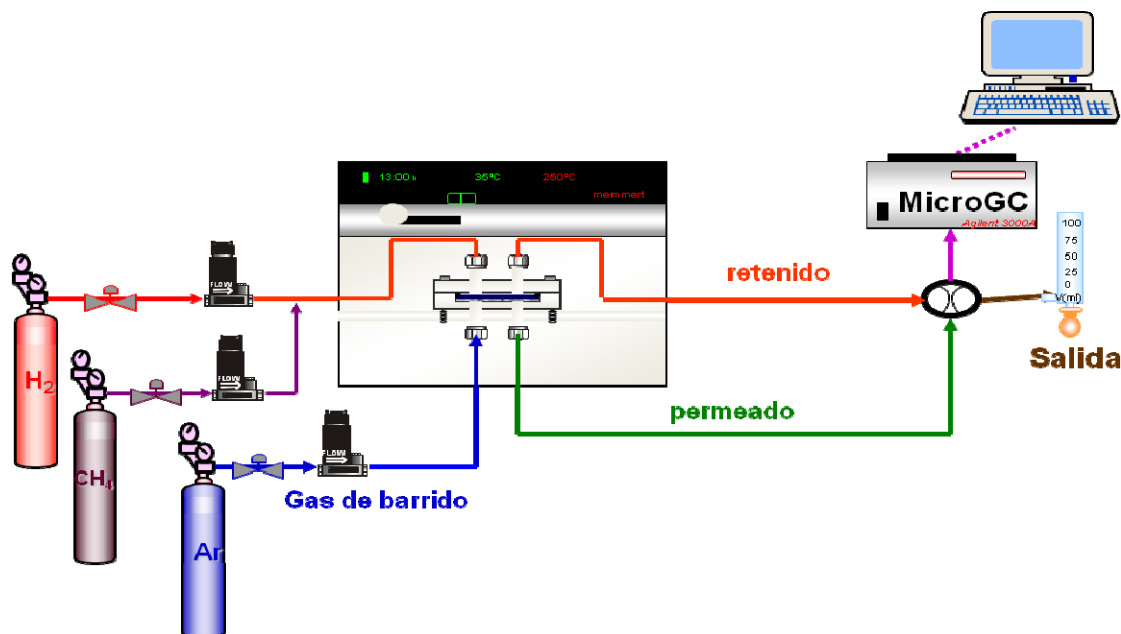 13:00 h 35ºC 250ºC
memmert
MicroGC
Agilent 3000A
100
75
50
25
0
V(ml)
Salida
retenido
permeado
FLOW
FLOW
FLOW
H2
CH4
Ar
Gas de barrido